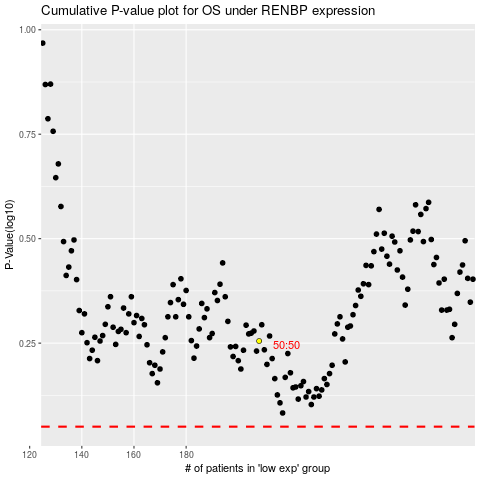 Cumulative P-value plot for OS under RENBP expression
1.00
0.75
0.50
0.25
P-Value(log10)
50:50
120 140 160 180
# of patients in 'low exp' group